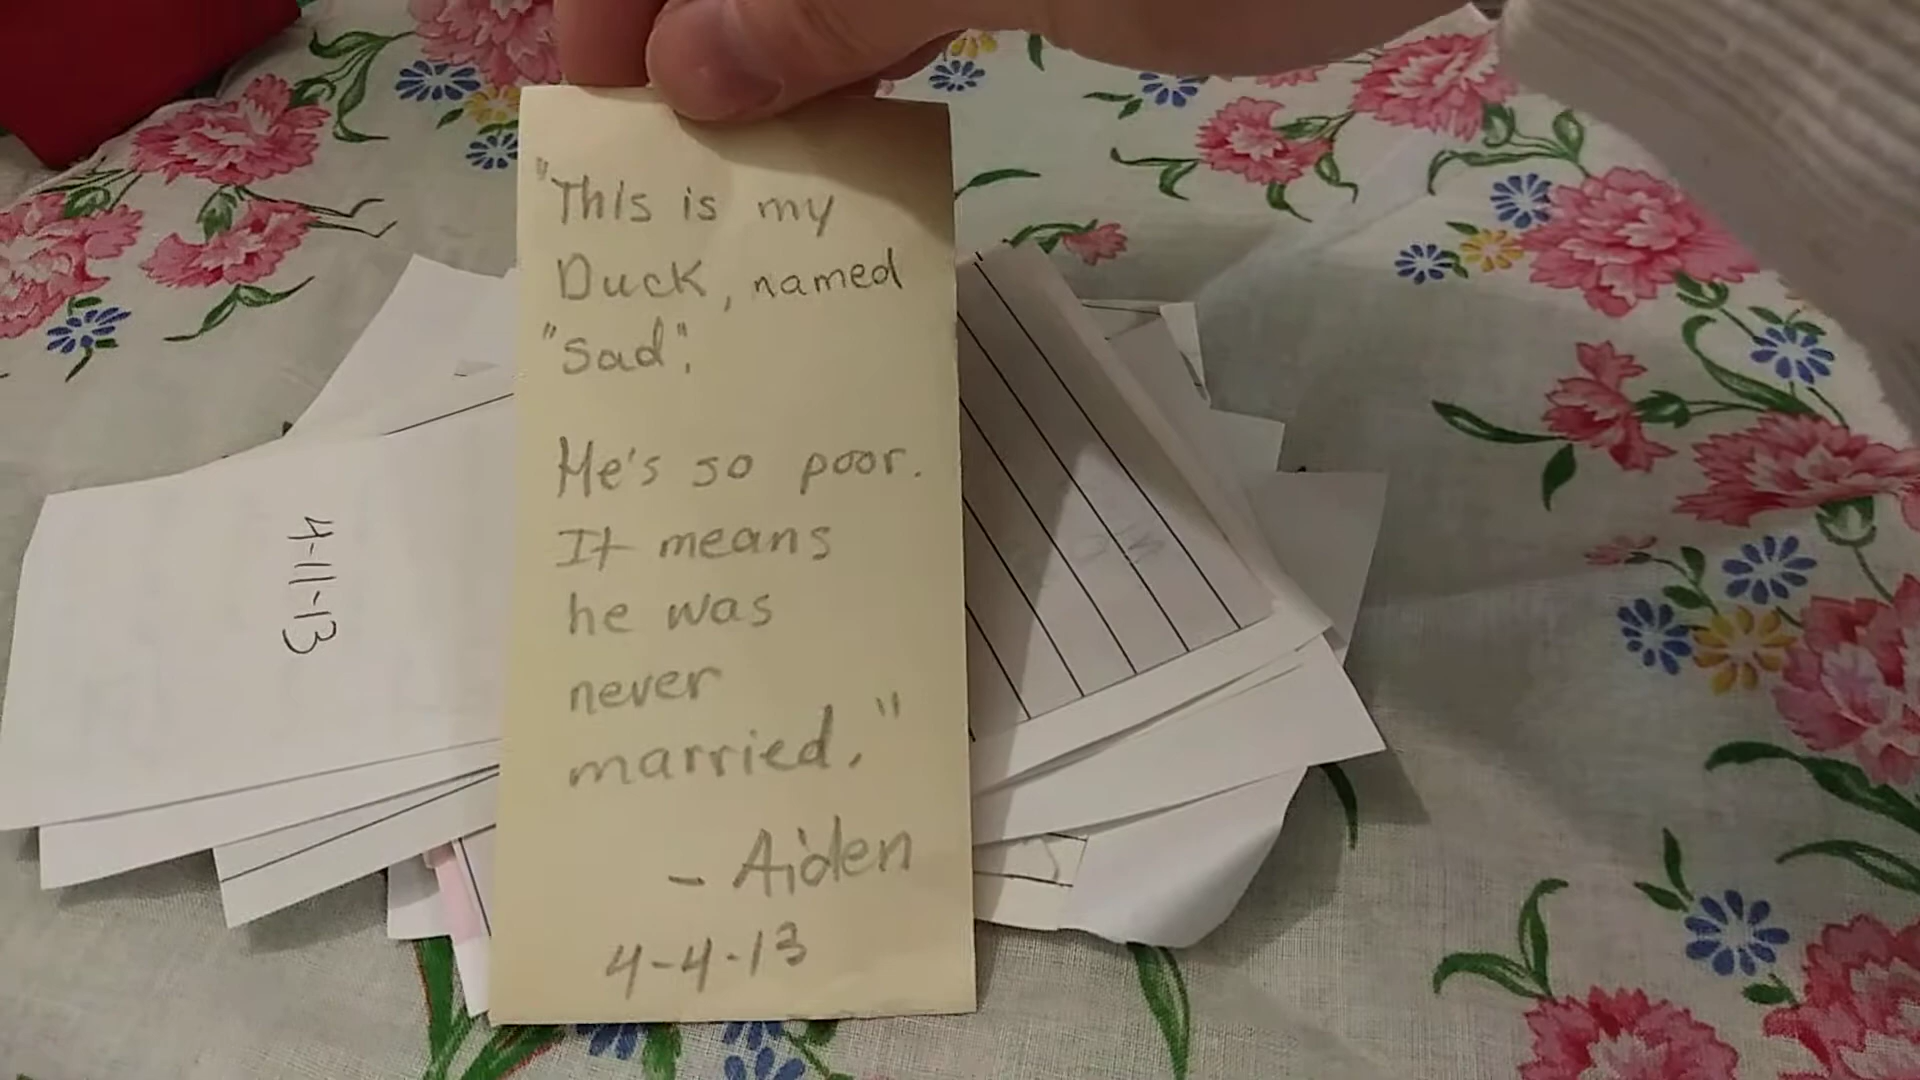 "This is my
Duck, named
"Sad".
He's so poor.
It means
he was
never
married."
- Aiden
4-4-13
4-11-13